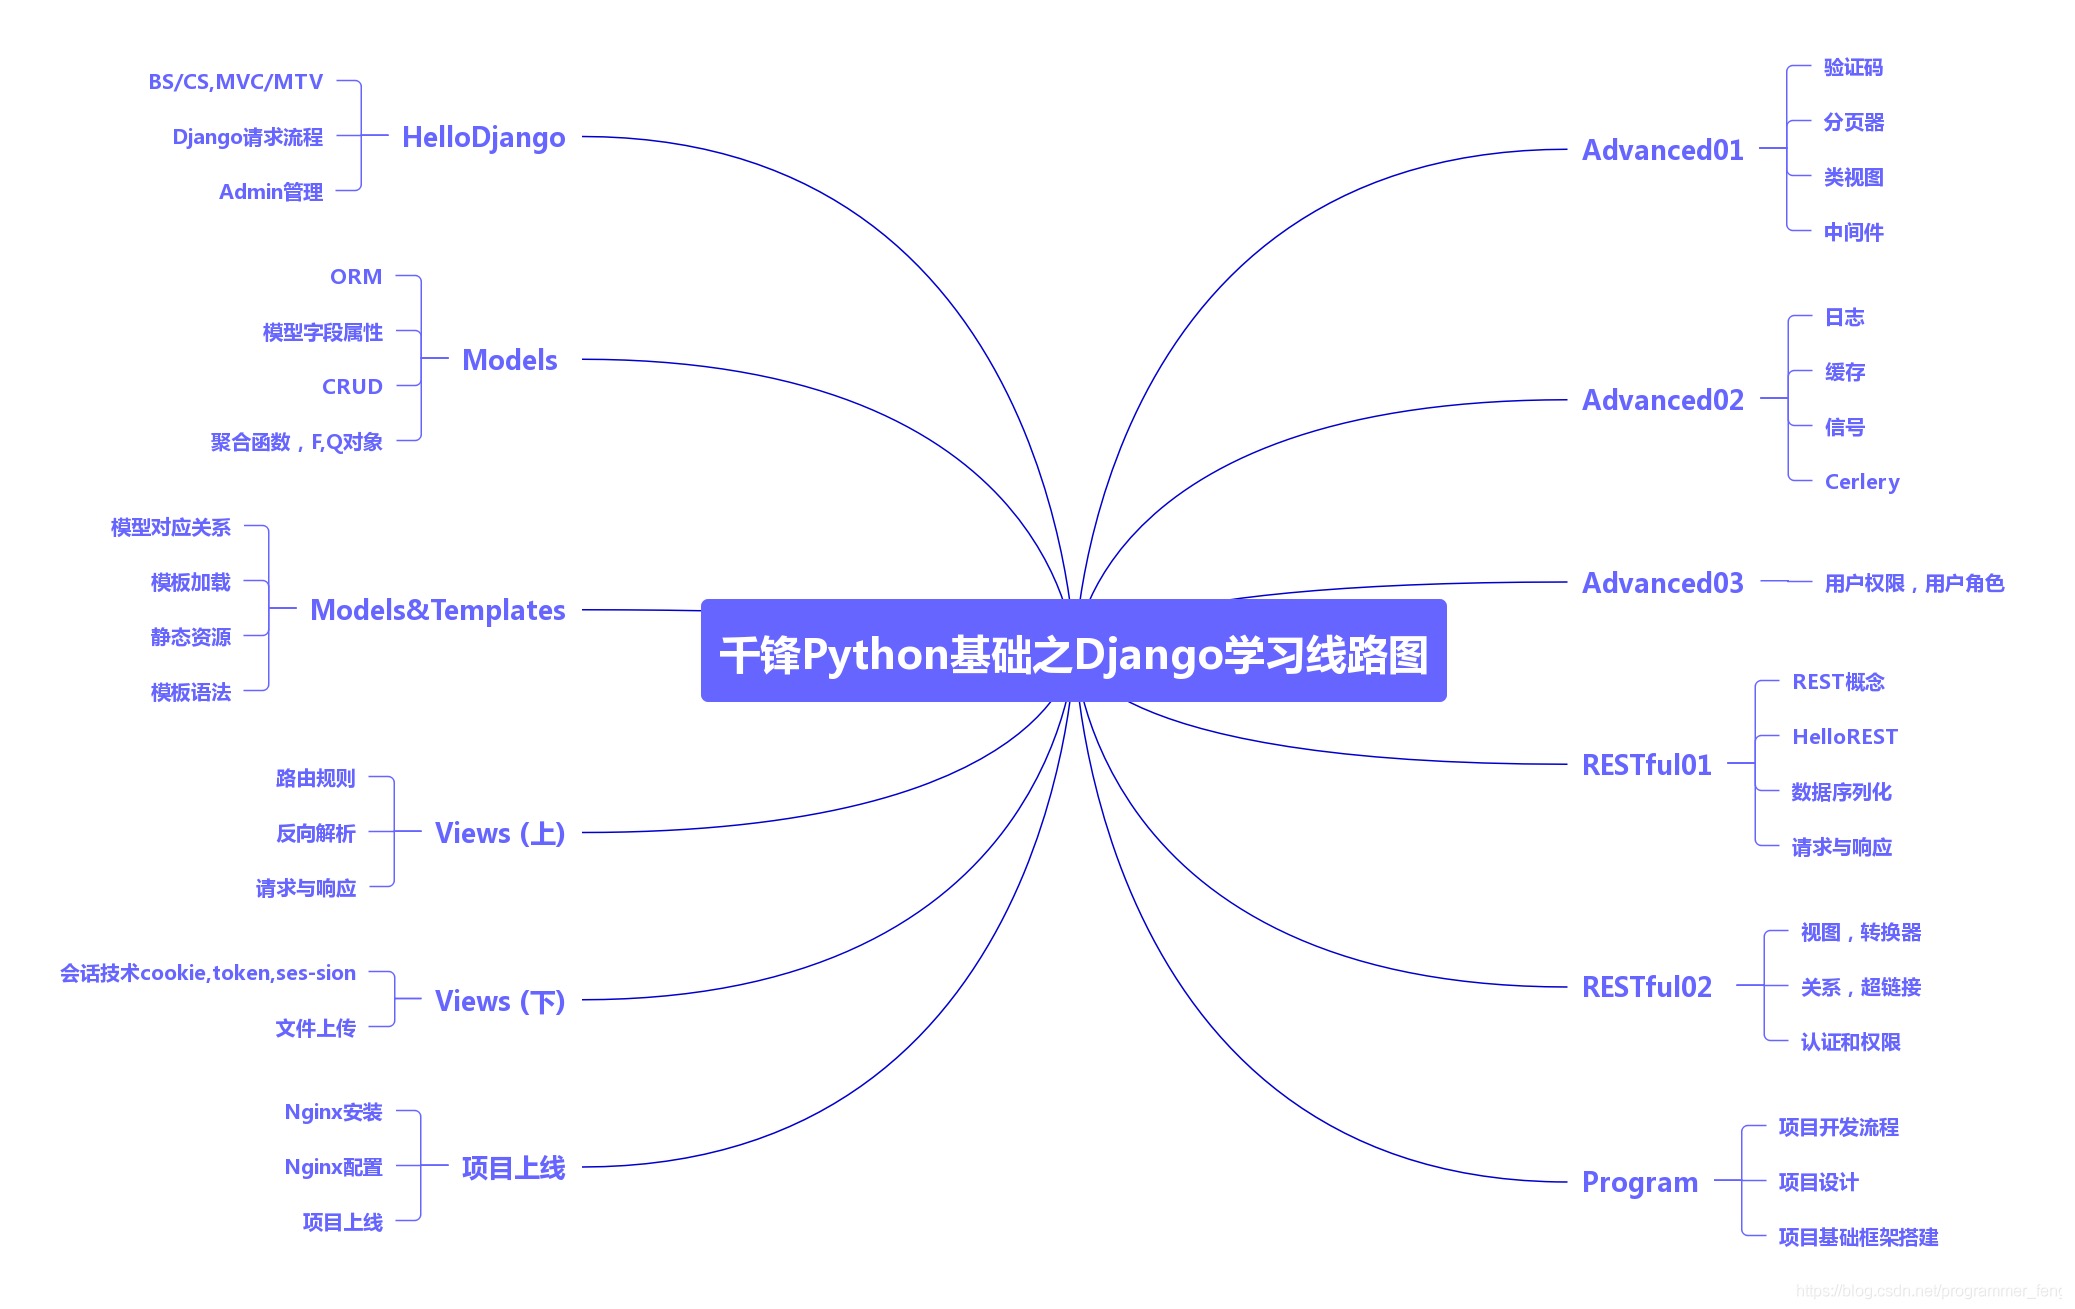 千锋Python基础之Django学习线路图
HelloDjango
BS/CS,MVC/MTV
Django请求流程
Admin管理
Models
ORM
模型字段属性
CRUD
聚合函数，F,Q对象
Models&Templates
模型对应关系
模板加载
静态资源
模板语法
Views (上)
路由规则
反向解析
请求与响应
Views (下)
会话技术cookie,token,ses-sion
文件上传
项目上线
Nginx安装
Nginx配置
项目上线
Advanced01
验证码
分页器
类视图
中间件
Advanced02
日志
缓存
信号
Cerlery
Advanced03
用户权限，用户角色
RESTful01
REST概念
HelloREST
数据序列化
请求与响应
RESTful02
视图，转换器
关系，超链接
认证和权限
Program
项目开发流程
项目设计
项目基础框架搭建
https://blog.csdn.net/programmer_feng